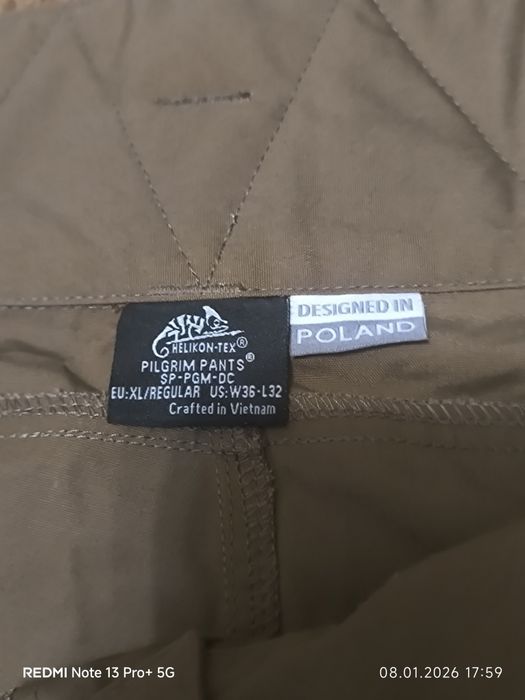 HELIKON-TEX®
PILGRIM PANTS®
SP-PGM-DC
EU:XL/REGULAR US:W36-L32
Crafted in Vietnam
DESIGNED IN
POLAND
REDMI Note 13 Pro+ 5G
08.01.2026 17:59